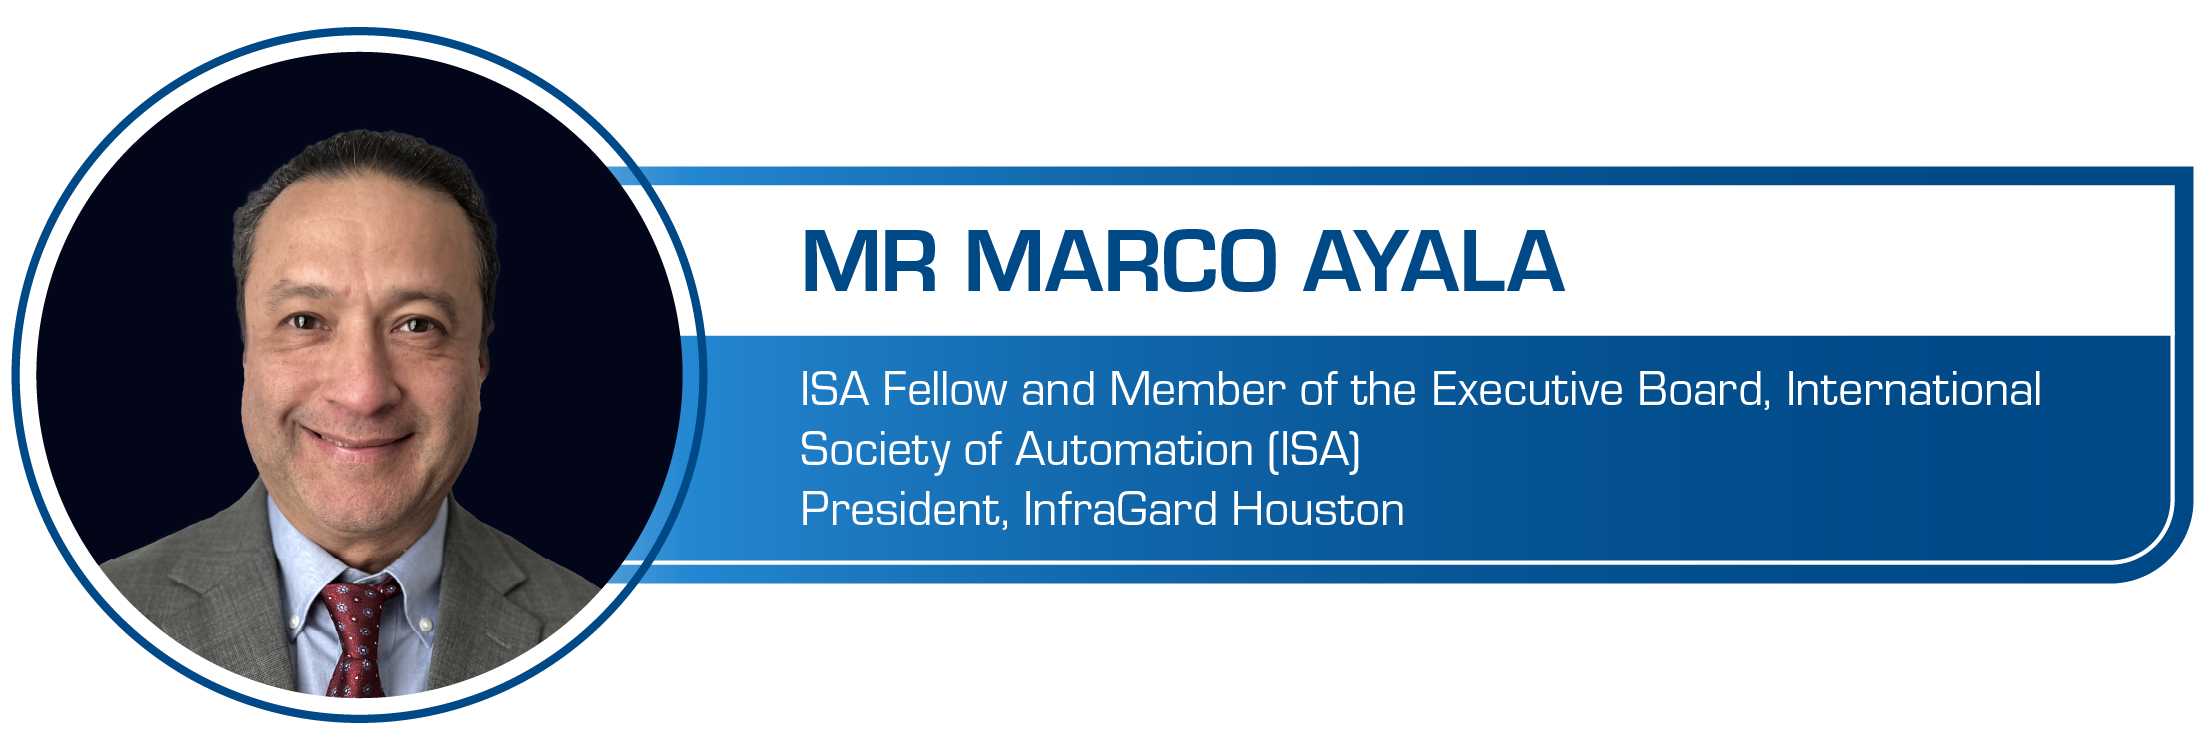 MR MARCO AYALA
ISA Fellow and Member of the Executive Board, International
Society of Automation (ISA)
President, InfraGard Houston